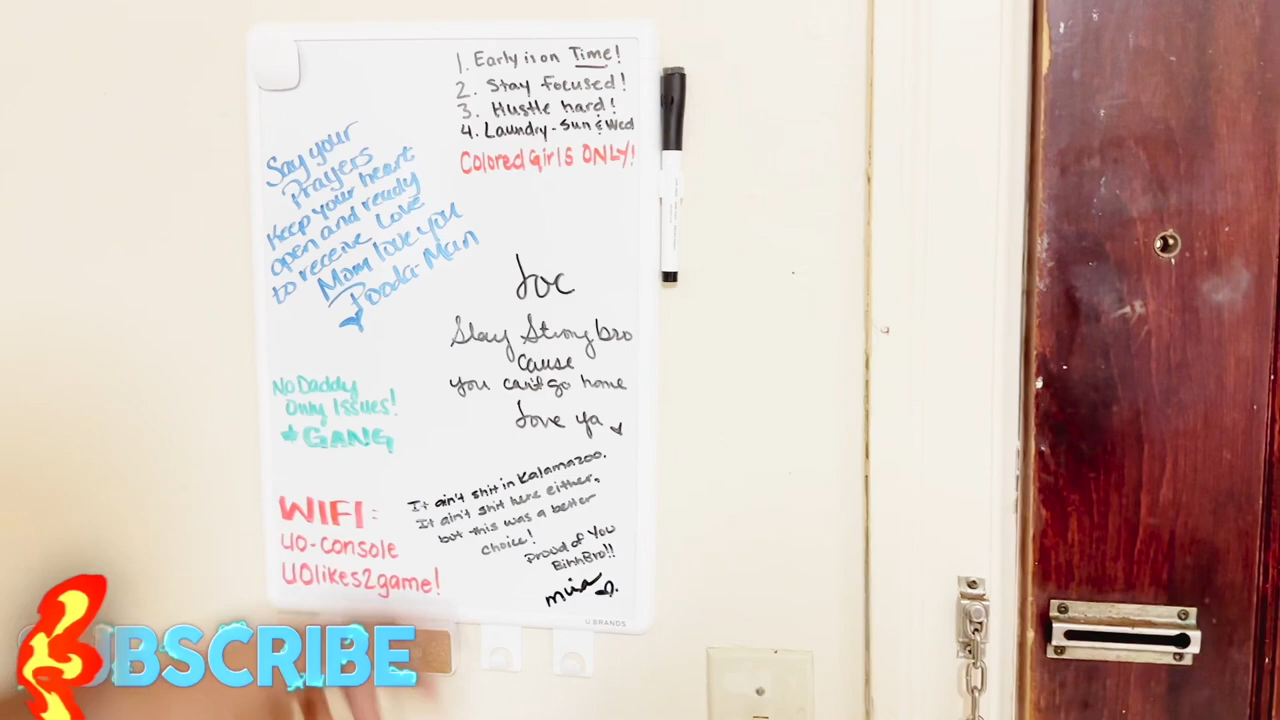 1. Early is on Time!
2. Stay Focused!
3. Hustle hard!
4. Laundry - Sun & Wed
Colored Girls ONLY!
Say your
Prayers
Keep your heart
open and ready
to receive Love
Mom love you
Pooda-Man
Joc
Stay Strong bro
Cause
you can't go home
Love ya
No Daddy
Only Issues!
GANG
It ain't shit in Kalamazoo.
It ain't shit here either,
but this was a better
choice!
Proud of You
BihhBro!!
mia
WIFI:
UO-console
UOlikes2game!
U BRANDS
SUBSCRIBE